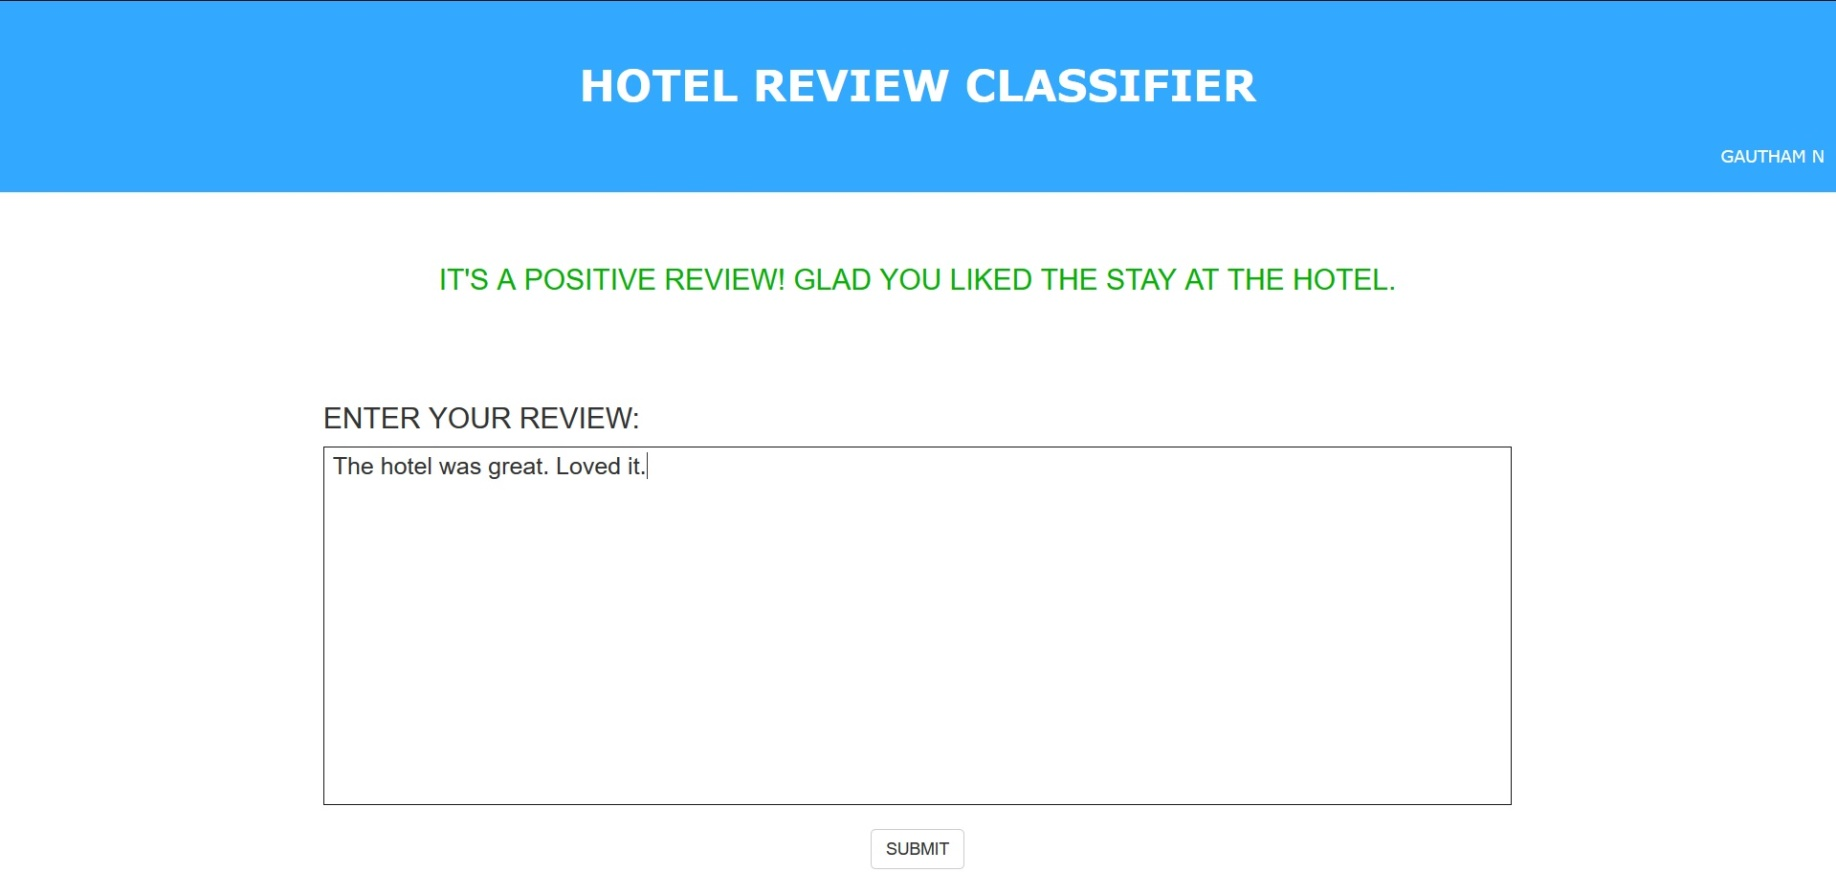 HOTEL REVIEW CLASSIFIER
GAUTHAM N
IT'S A POSITIVE REVIEW! GLAD YOU LIKED THE STAY AT THE HOTEL.
ENTER YOUR REVIEW:
The hotel was great. Loved it.
SUBMIT